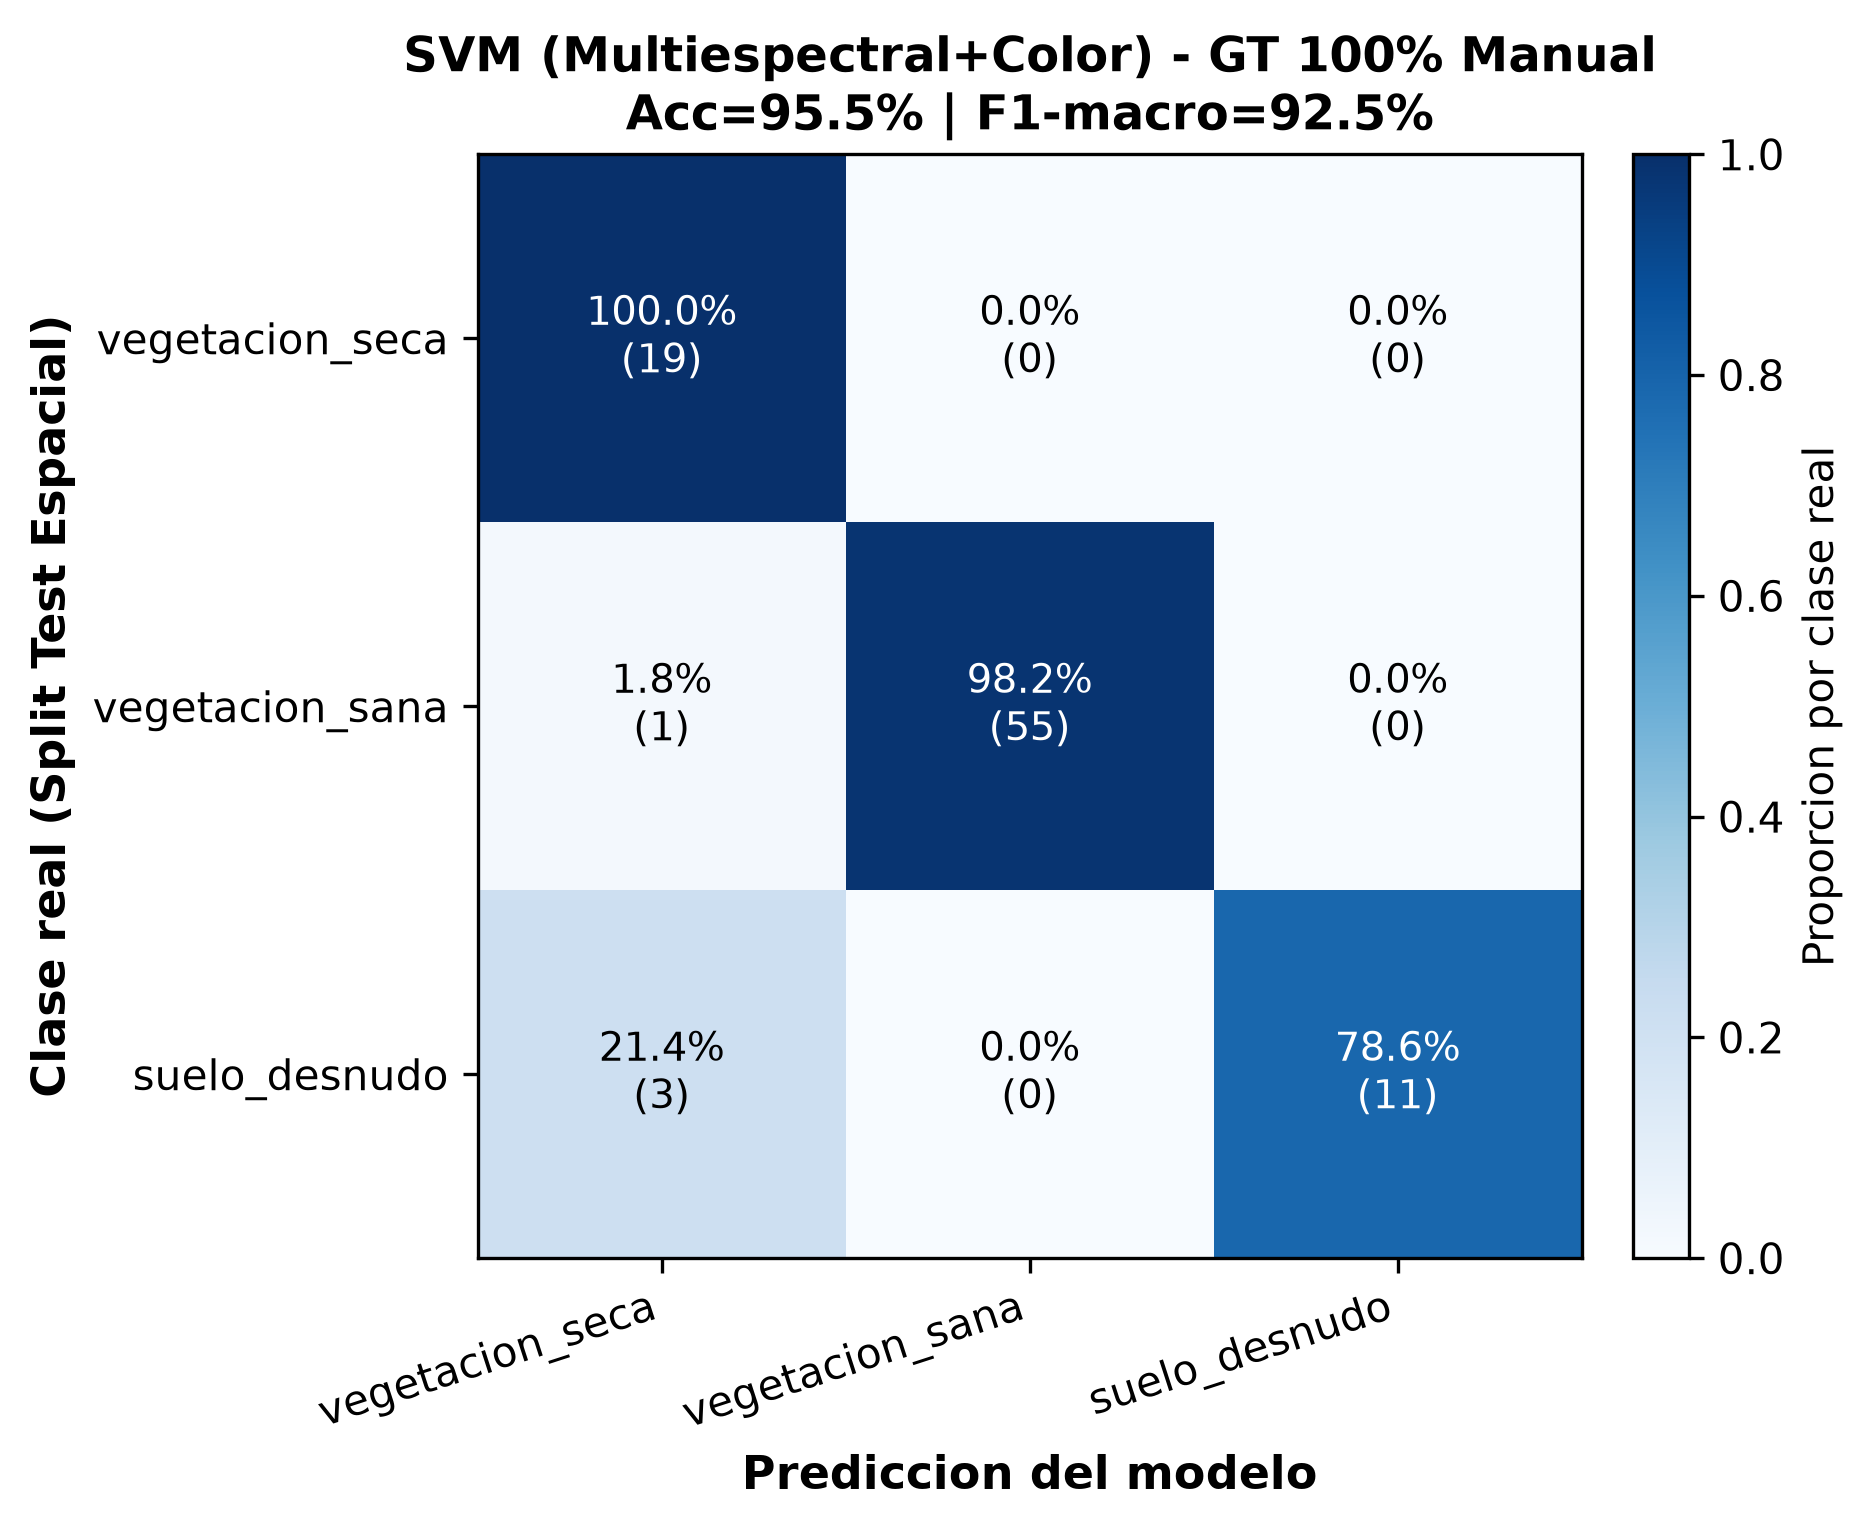 SVM (Multiespectral+Color) - GT 100% Manual
Acc=95.5% | F1-macro=92.5%
Clase real (Split Test Espacial)
vegetacion_seca
100.0%
(19)
0.0%
(0)
0.0%
(0)
vegetacion_sana
1.8%
(1)
98.2%
(55)
0.0%
(0)
suelo_desnudo
21.4%
(3)
0.0%
(0)
78.6%
(11)
vegetacion_seca
vegetacion_sana
suelo_desnudo
Prediccion del modelo
1.0
0.8
0.6
0.4
0.2
0.0
Proporcion por clase real